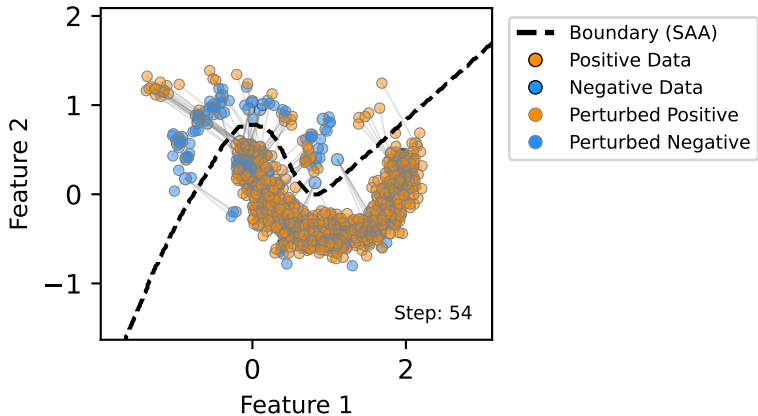 2
1
0
−1
0
2
Feature 2
Feature 1
Step: 54
Boundary (SAA)
Positive Data
Negative Data
Perturbed Positive
Perturbed Negative